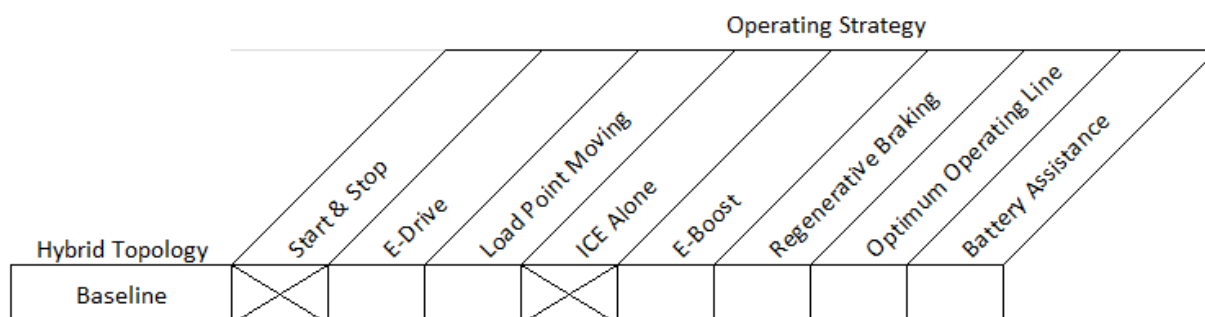 Operating Strategy
Start & Stop
E-Drive
Load Point Moving
ICE Alone
E-Boost
Regenerative Braking
Optimum Operating Line
Battery Assistance
Hybrid Topology
Baseline